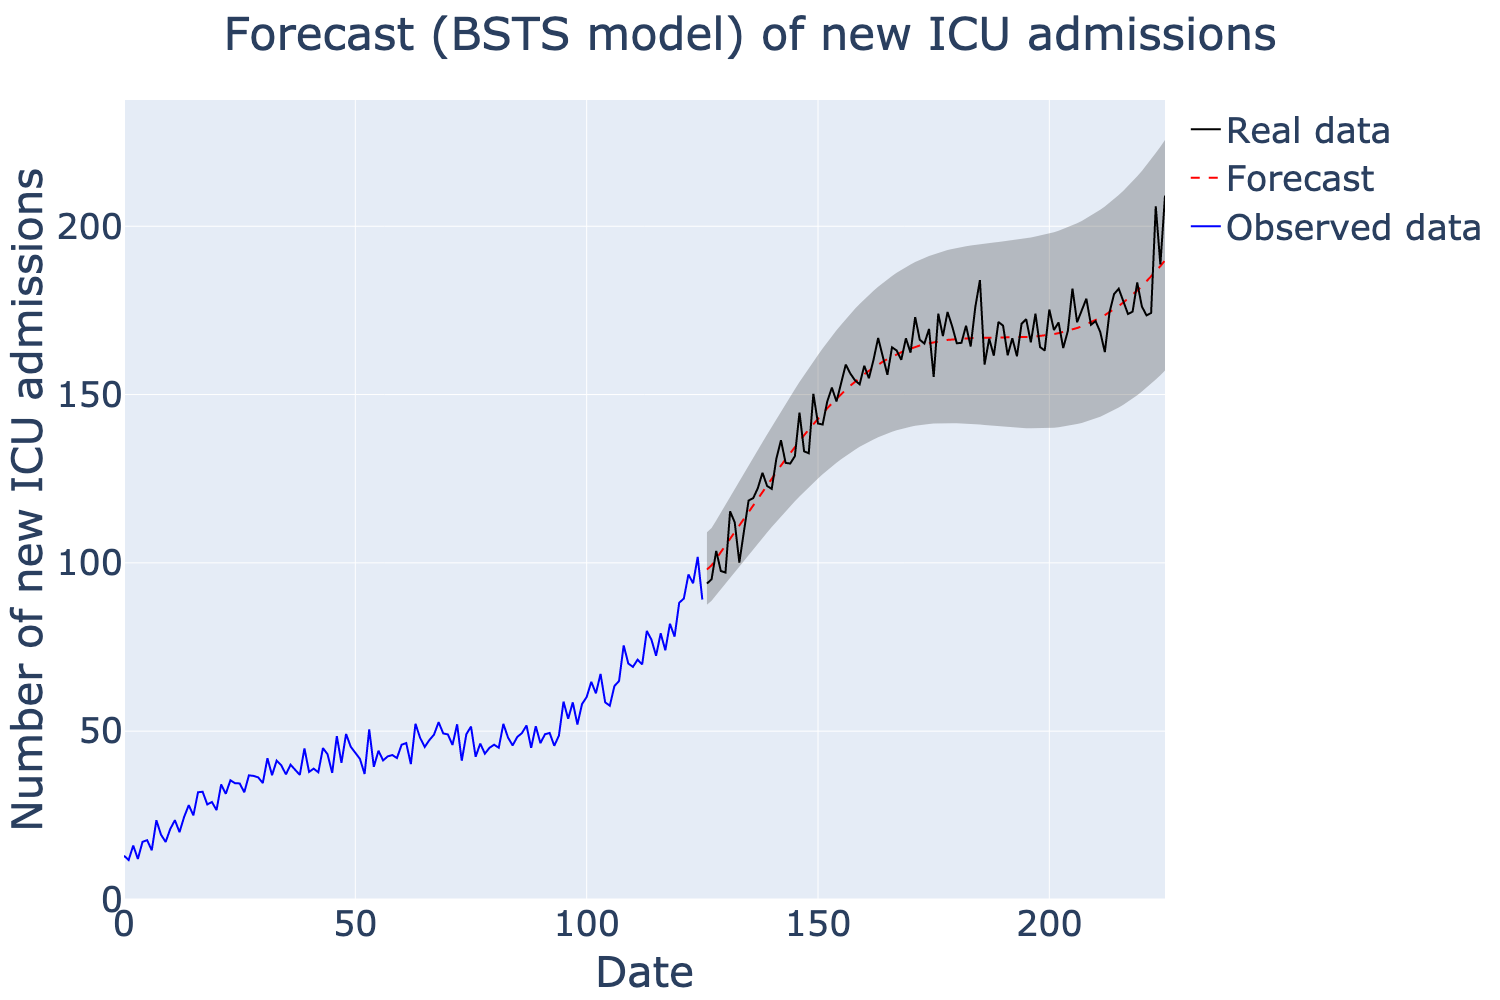 Forecast (BSTS model) of new ICU admissions
Real data
Forecast
Observed data
Number of new ICU admissions
200
150
100
50
0
0 50 100 150 200
Date